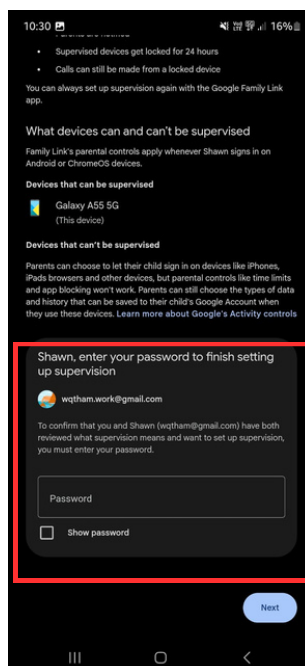 10:30 16%
Parents are notified
• Supervised devices get locked for 24 hours
• Calls can still be made from a locked device
You can always set up supervision again with the Google Family Link
app.
What devices can and can't be supervised
Family Link's parental controls apply whenever Shawn signs in on
Android or ChromeOS devices.
Devices that can be supervised
Galaxy A55 5G
(This device)
Devices that can't be supervised
Parents can choose to let their child sign in on devices like iPhones,
iPads browsers and other devices, but parental controls like time limits
and app blocking won't work. Parents can still choose the types of data
and history that can be saved to their child's Google Account when
they use these devices. Learn more about Google's Activity controls
Shawn, enter your password to finish setting
up supervision
wqtham.work@gmail.com
To confirm that you and Shawn (wqtham@gmail.com) have both
reviewed what supervision means and want to set up supervision,
you must enter your password.
Password
Show password
Next